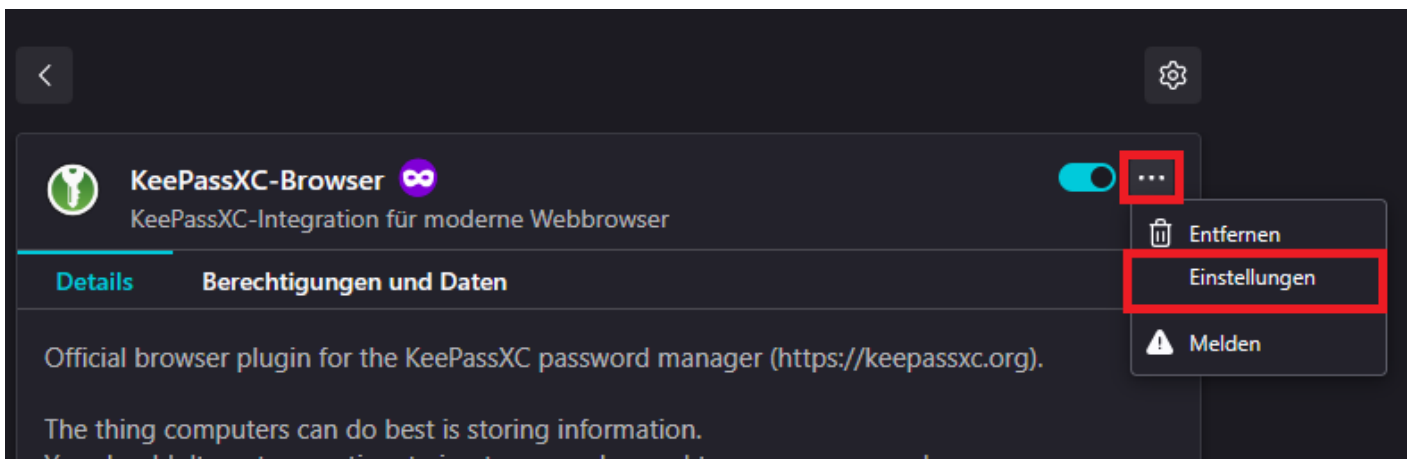 KeePassXC-Browser
KeePassXC-Integration für moderne Webbrowser
Entfernen
Einstellungen
Melden
Details
Berechtigungen und Daten
Official browser plugin for the KeePassXC password manager (https://keepassxc.org).
The thing computers can do best is storing information.